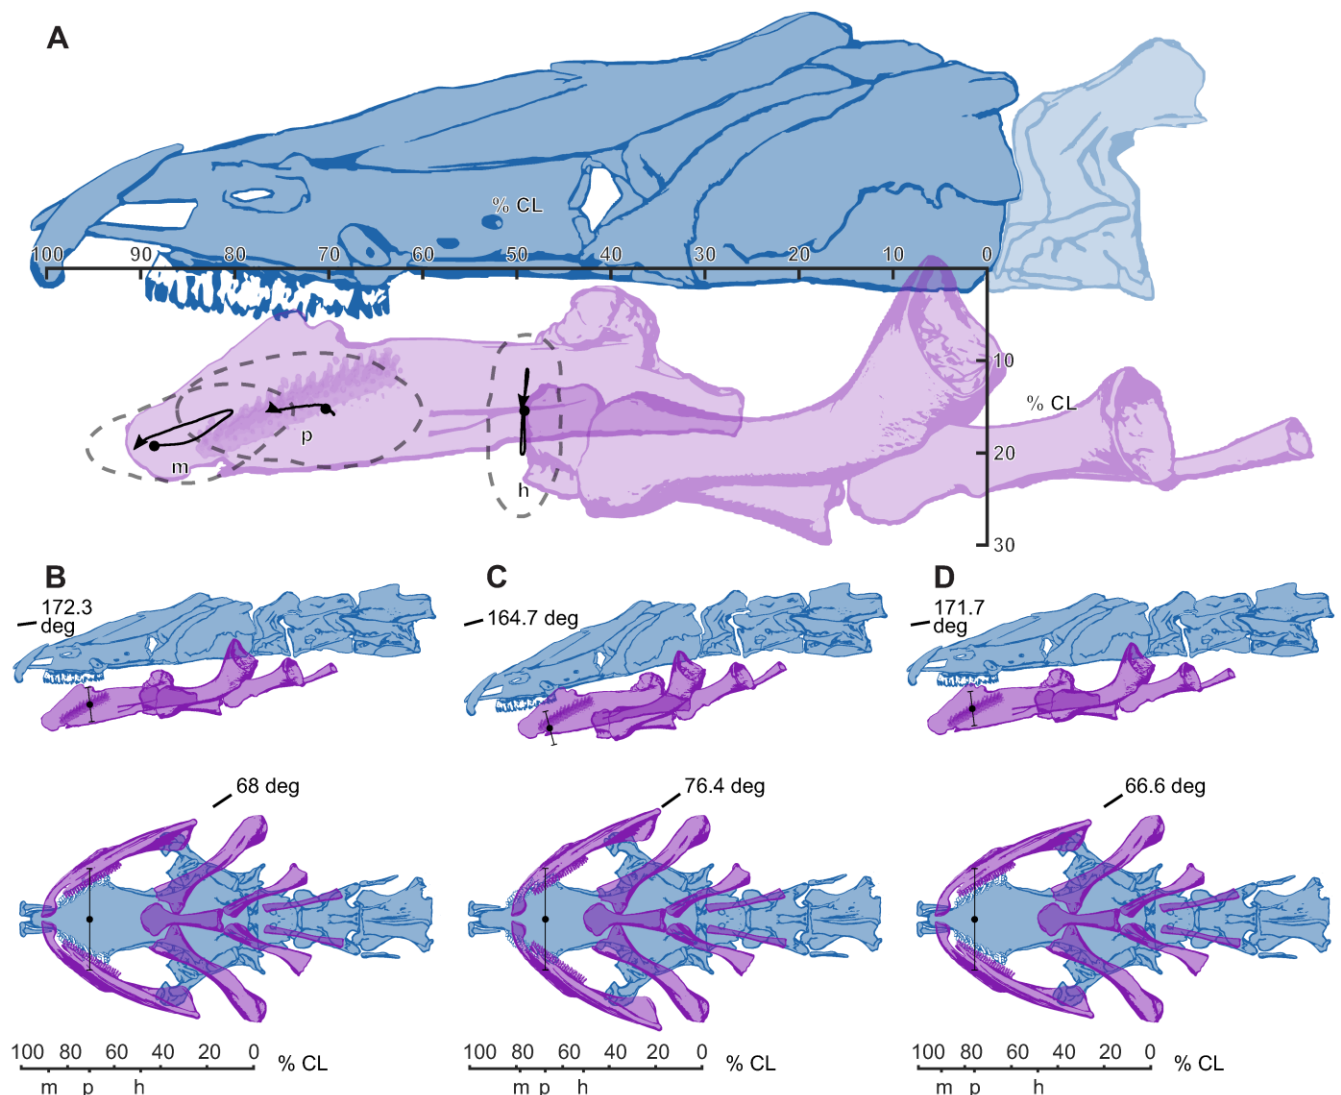 A
% CL
100 90 80 70 60 50 40 30 20 10 0
10
% CL
20
30
m
p
h
B
172.3
deg
C
164.7 deg
D
171.7
deg
68 deg
76.4 deg
66.6 deg
100 80 60 40 20 0 % CL
m p h
100 80 60 40 20 0 % CL
m p h
100 80 60 40 20 0 % CL
m p h